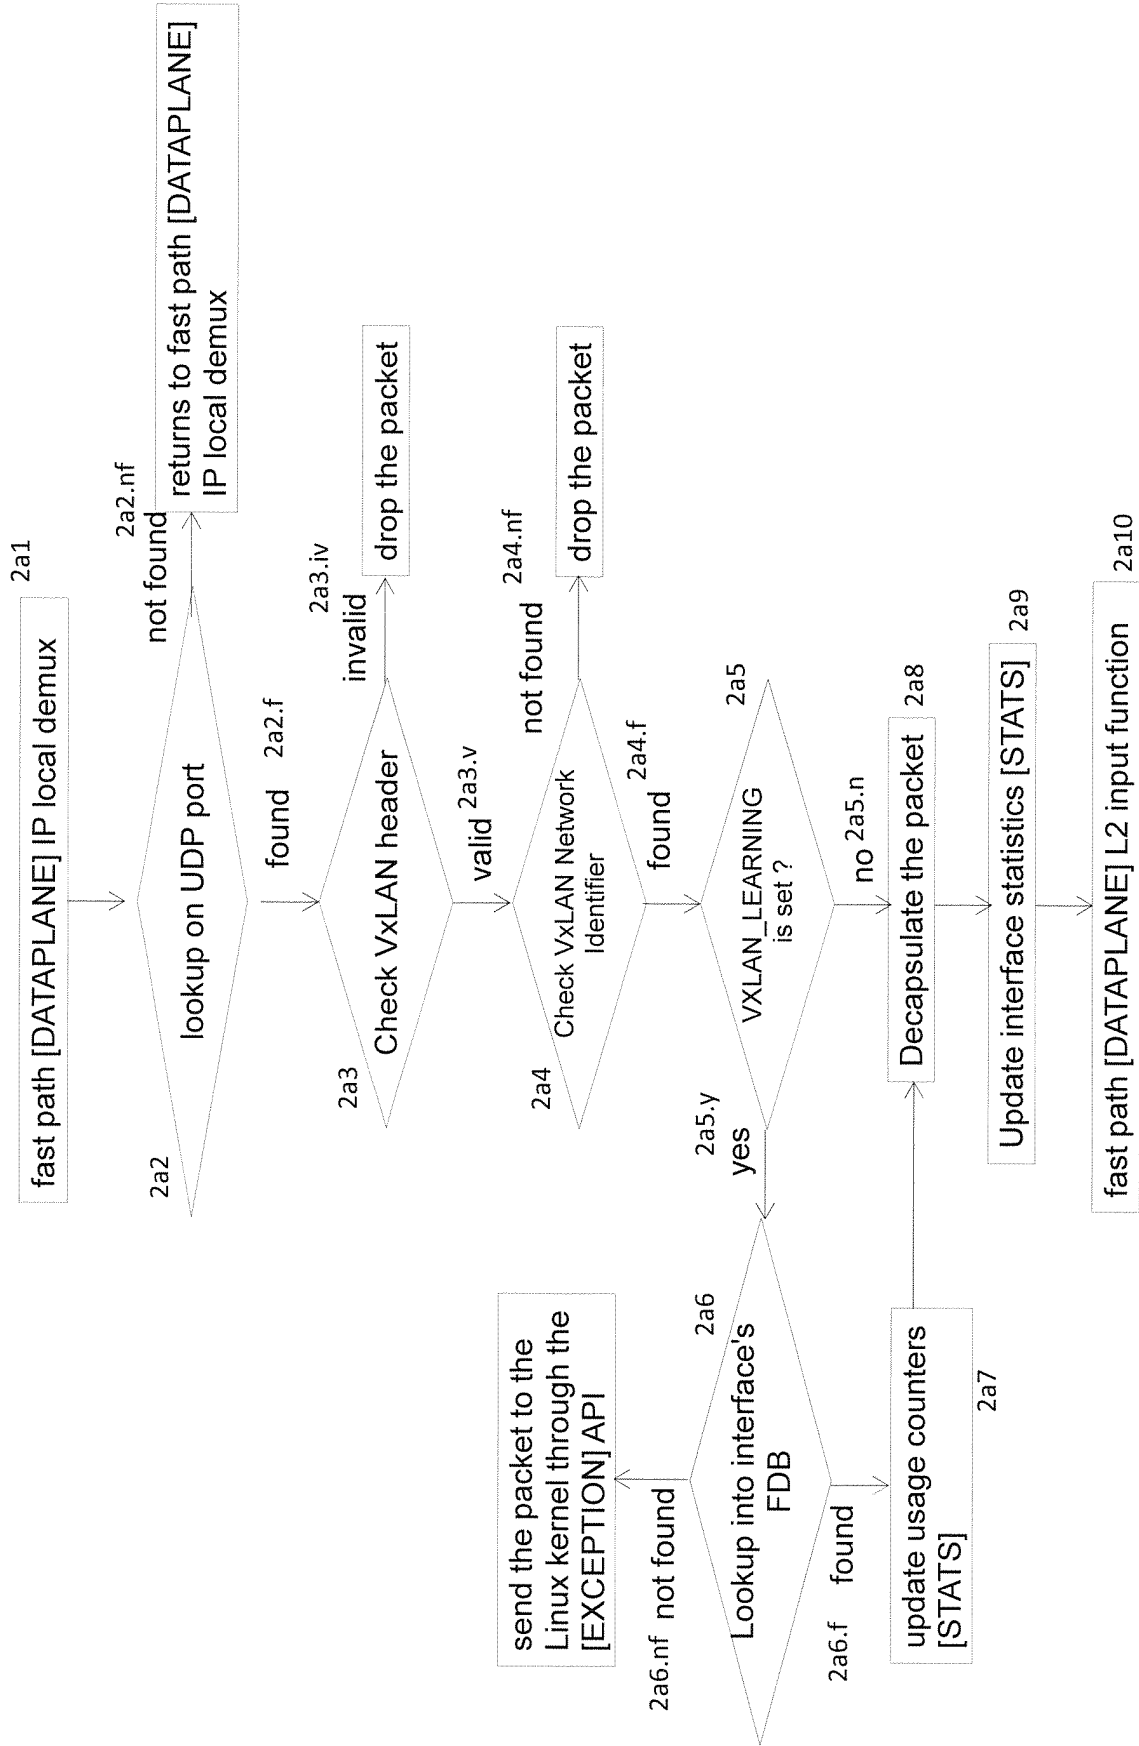 fast path [DATAPLANE] IP local demux
2a1
2a2
lookup on UDP port
not found
2a2.nf
returns to fast path [DATAPLANE]
IP local demux
found
2a2.f
2a3
Check VxLAN header
invalid
2a3.iv
drop the packet
valid
2a3.v
2a4
Check VxLAN Network
Identifier
not found
2a4.nf
drop the packet
found
2a4.f
2a5
VXLAN_LEARNING
is set ?
2a5.y
yes
no
2a5.n
send the packet to the
Linux kernel through the
[EXCEPTION] API
2a6.nf
not found
2a6
Lookup into interface's
FDB
2a6.f
found
update usage counters
[STATS]
2a7
Decapsulate the packet
2a8
Update interface statistics [STATS]
2a9
fast path [DATAPLANE] L2 input function
2a10